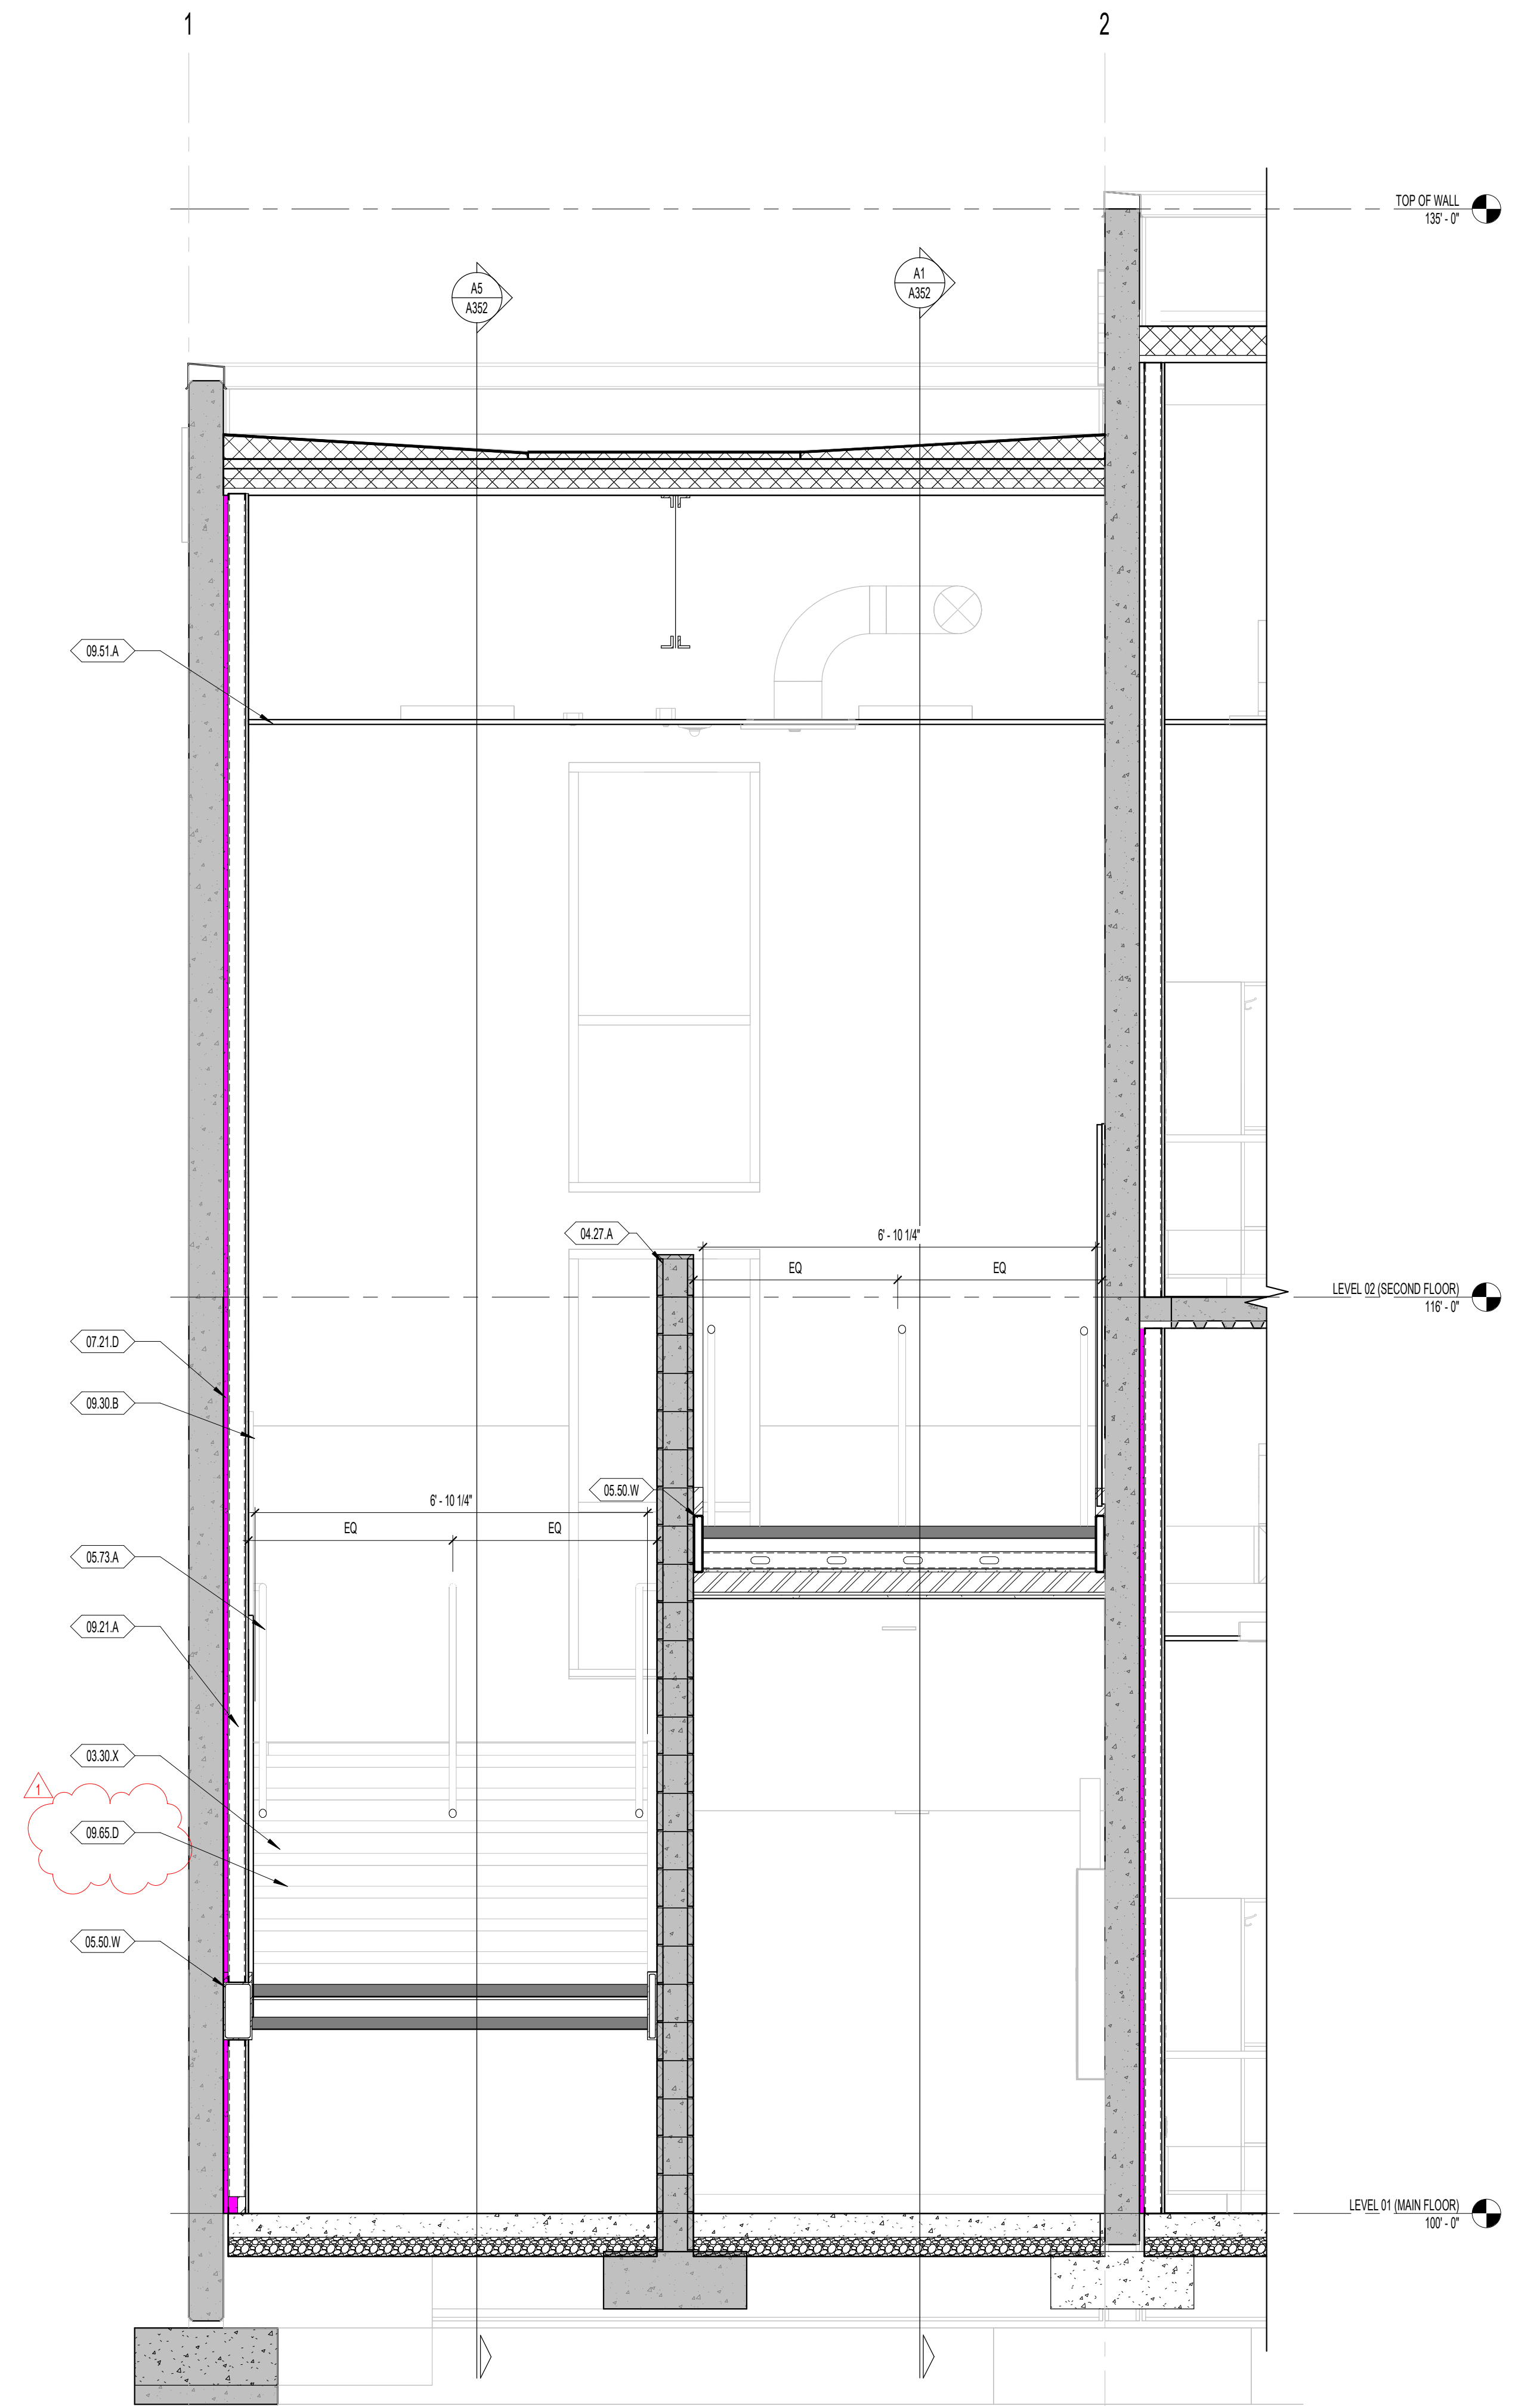 1
2
TOP OF WALL
135' - 0"
A5
A352
A1
A352
09.51.A
04.27.A
6' - 10 1/4"
EQ
EQ
LEVEL 02 (SECOND FLOOR)
116' - 0"
07.21.D
09.30.B
05.50.W
6' - 10 1/4"
EQ
EQ
05.73.A
09.21.A
03.30.X
1
09.65.D
05.50.W
LEVEL 01 (MAIN FLOOR)
100' - 0"